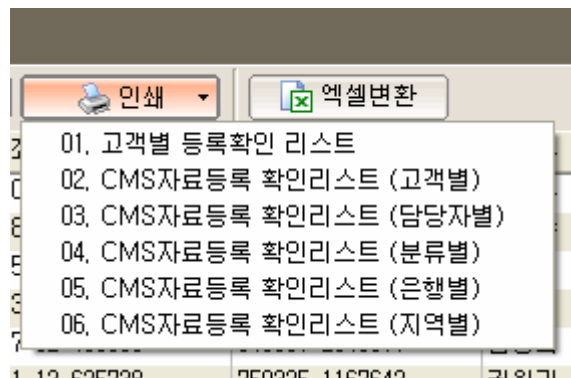 인쇄
엑셀변환
01, 고객별 등록확인 리스트
02, CMS자료등록 확인리스트 (고객별)
03, CMS자료등록 확인리스트 (담당자별)
04, CMS자료등록 확인리스트 (분류별)
05, CMS자료등록 확인리스트 (은행별)
06, CMS자료등록 확인리스트 (지역별)